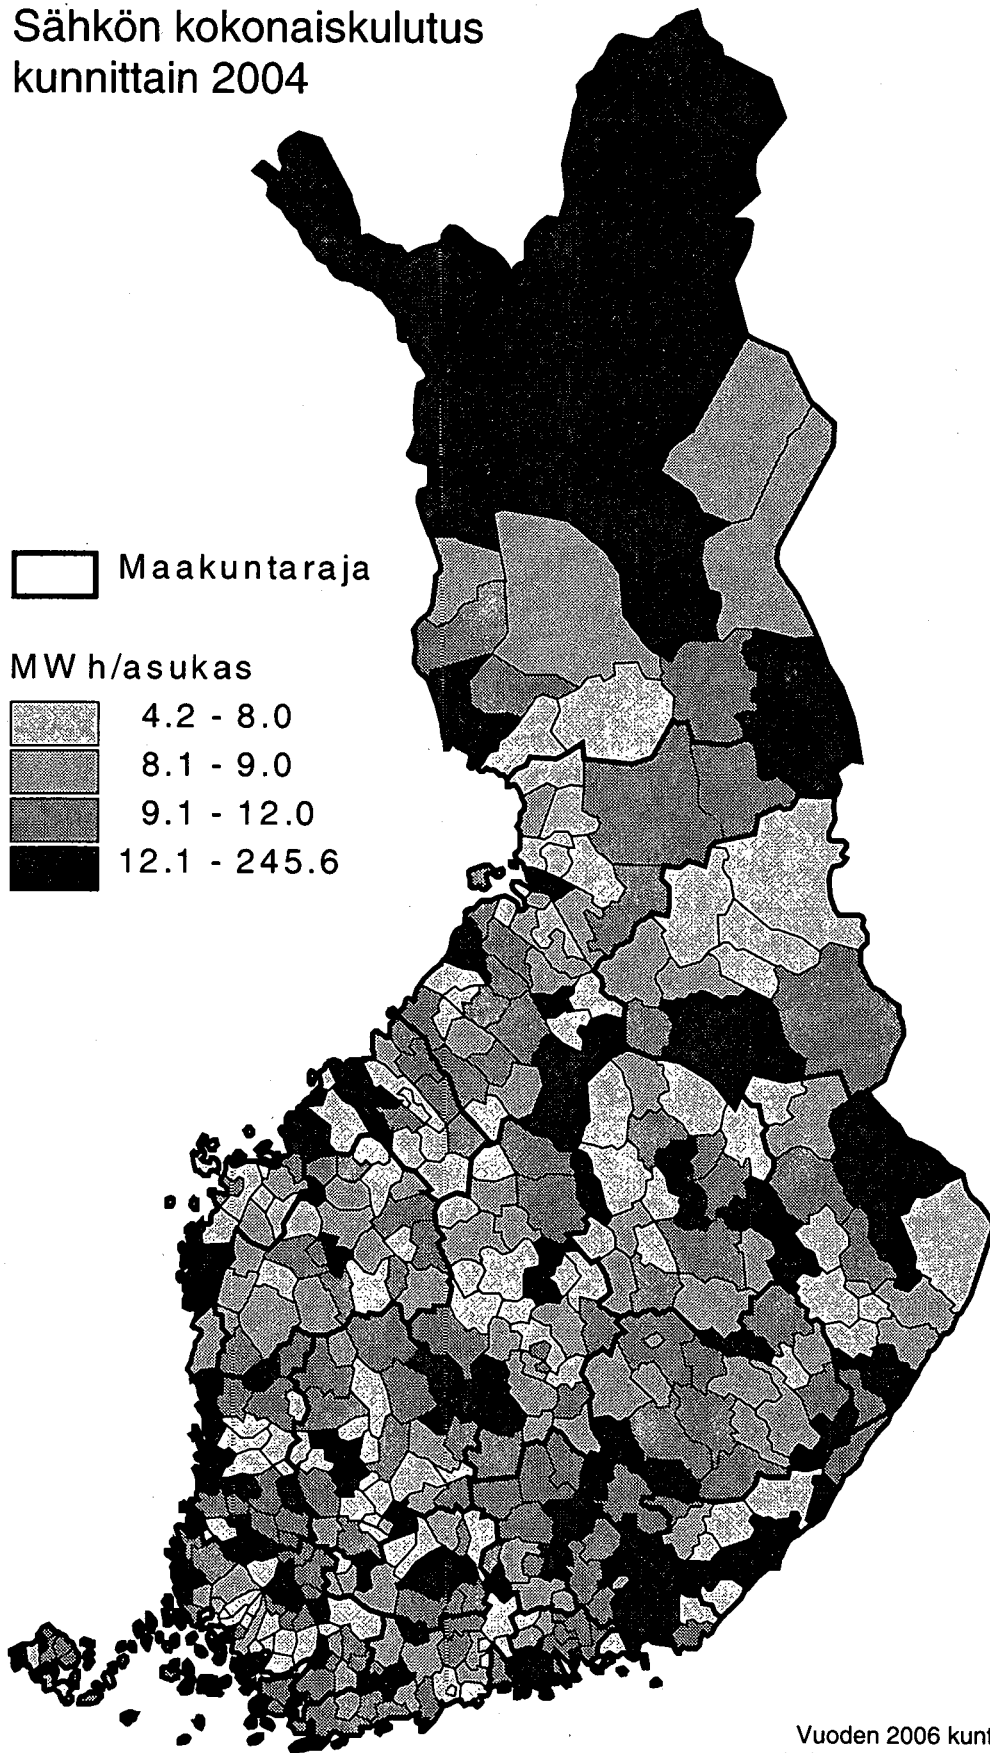 Sähkön kokonaiskulutus
kunnittain 2004
Maakuntaraja
MWh/asukas
4.2 - 8.0
8.1 - 9.0
9.1 - 12.0
12.1 - 245.6
Vuoden 2006 kunt